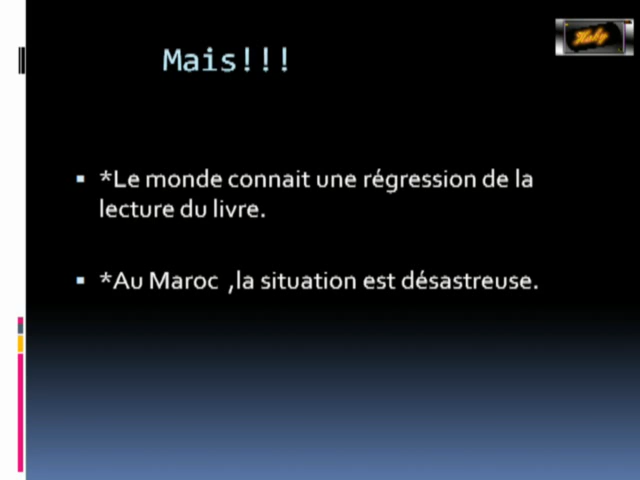 Mais!!!
*Le monde connait une régression de la
lecture du livre.
*Au Maroc ,la situation est désastreuse.